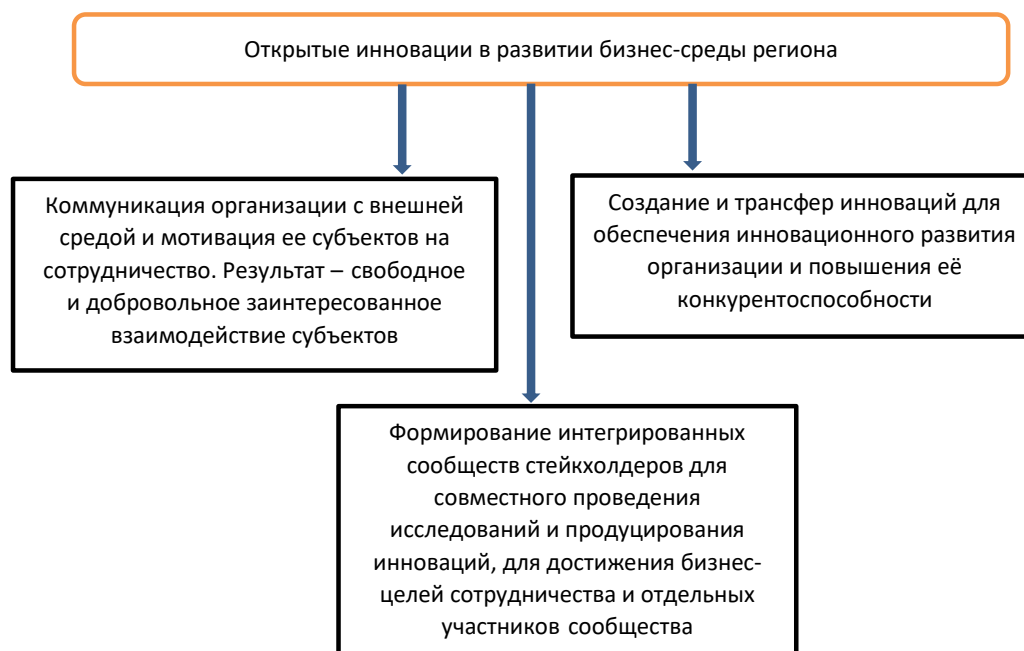 Открытые инновации в развитии бизнес-среды региона
Коммуникация организации с внешней
средой и мотивация ее субъектов на
сотрудничество. Результат – свободное
и добровольное заинтересованное
взаимодействие субъектов
Создание и трансфер инноваций для
обеспечения инновационного развития
организации и повышения её
конкурентоспособности
Формирование интегрированных
сообществ стейкхолдеров для
совместного проведения
исследований и продуцирования
инноваций, для достижения бизнес-
целей сотрудничества и отдельных
участников сообщества